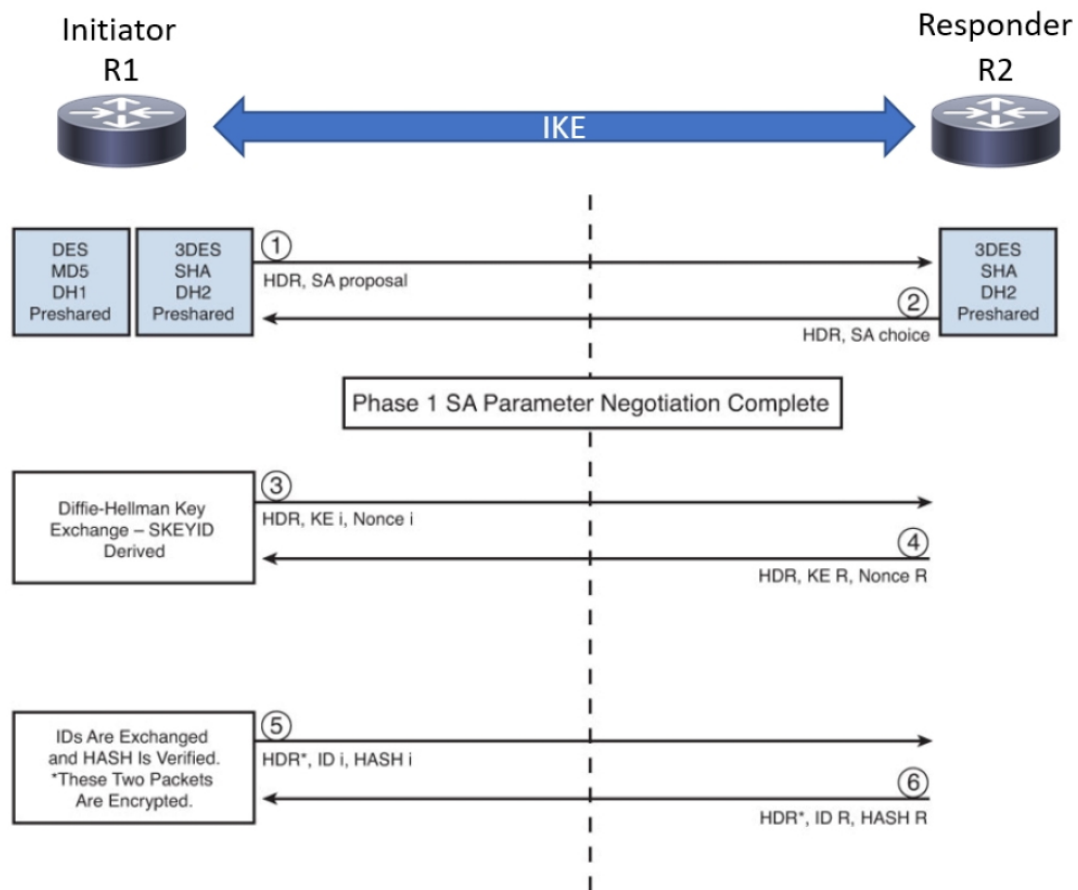 Initiator
R1
Responder
R2
IKE
DES
MD5
DH1
Preshared
3DES
SHA
DH2
Preshared
1
HDR, SA proposal
3DES
SHA
DH2
Preshared
2
HDR, SA choice
Phase 1 SA Parameter Negotiation Complete
Diffie-Hellman Key
Exchange – SKEYID
Derived
3
HDR, KE i, Nonce i
4
HDR, KE R, Nonce R
IDs Are Exchanged
and HASH Is Verified.
*These Two Packets
Are Encrypted.
5
HDR*, ID i, HASH i
6
HDR*, ID R, HASH R